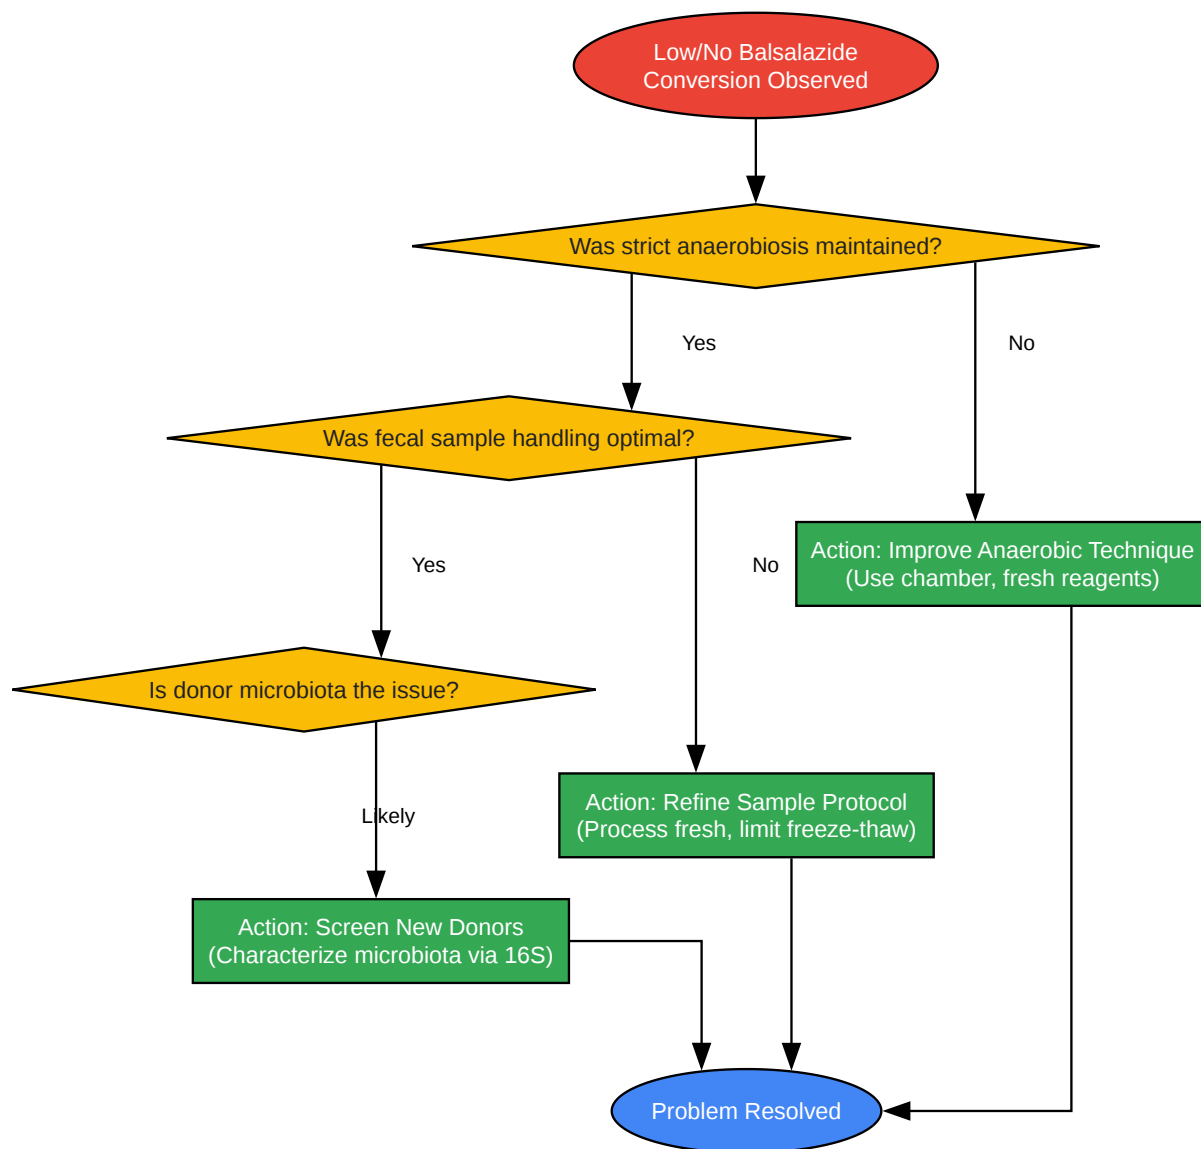 Low/No Balsalazide
Conversion Observed
Was strict anaerobiosis maintained?
Yes
No
Was fecal sample handling optimal?
Action: Improve Anaerobic Technique
(Use chamber, fresh reagents)
Yes
No
Is donor microbiota the issue?
Likely
Action: Refine Sample Protocol
(Process fresh, limit freeze-thaw)
Action: Screen New Donors
(Characterize microbiota via 16S)
Problem Resolved